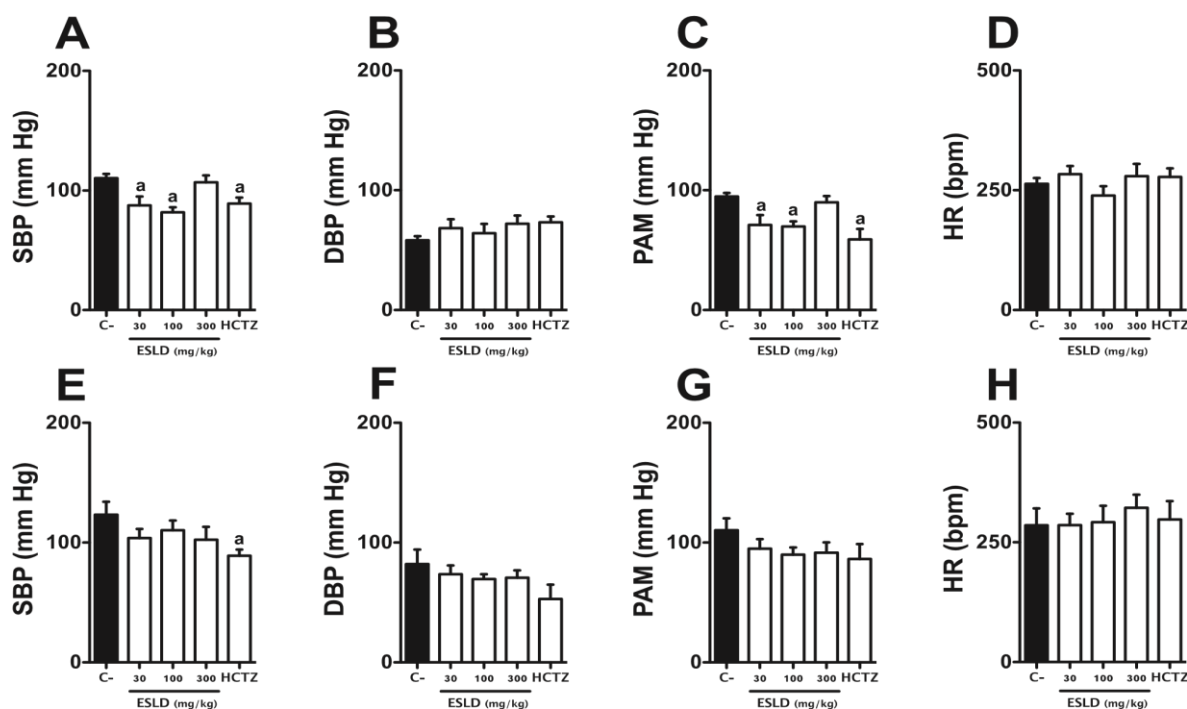 A
B
C
D
200
100
0
SBP (mm Hg)
a
a
a
C-
30
100
300
HCTZ
ESLD (mg/kg)
200
100
0
DBP (mm Hg)
C-
30
100
300
HCTZ
ESLD (mg/kg)
200
100
0
PAM (mm Hg)
a
a
a
C-
30
100
300
HCTZ
ESLD (mg/kg)
500
250
0
HR (bpm)
C-
30
100
300
HCTZ
ESLD (mg/kg)
E
F
G
H
200
100
0
SBP (mm Hg)
a
C-
30
100
300
HCTZ
ESLD (mg/kg)
200
100
0
DBP (mm Hg)
C-
30
100
300
HCTZ
ESLD (mg/kg)
200
100
0
PAM (mm Hg)
C-
30
100
300
HCTZ
ESLD (mg/kg)
500
250
0
HR (bpm)
C-
30
100
300
HCTZ
ESLD (mg/kg)